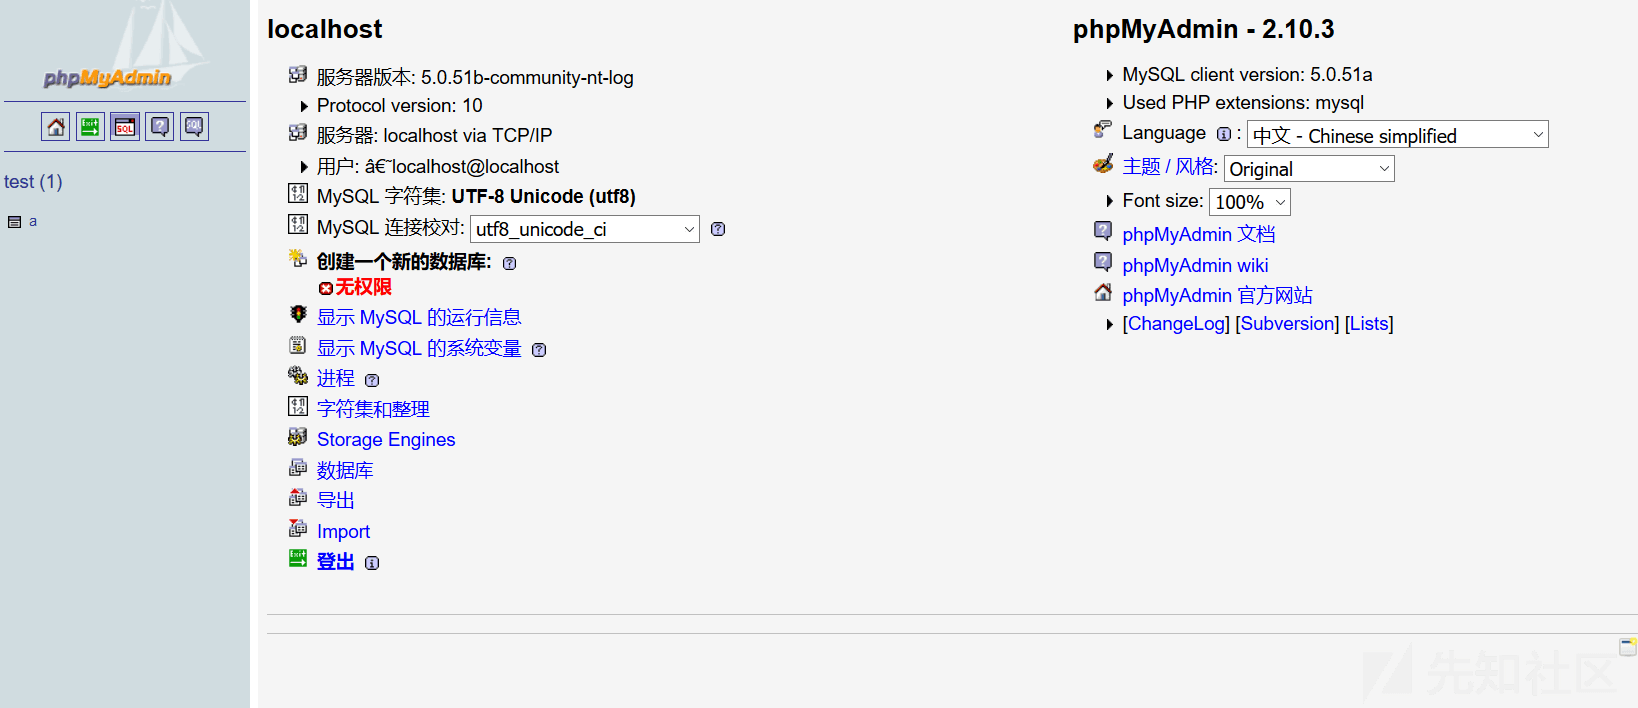 phpMyAdmin
test (1)
a
localhost
服务器版本: 5.0.51b-community-nt-log
Protocol version: 10
服务器: localhost via TCP/IP
用户: â€˜localhost@localhost
MySQL 字符集: UTF-8 Unicode (utf8)
MySQL 连接校对: utf8_unicode_ci
创建一个新的数据库:
无权限
显示 MySQL 的运行信息
显示 MySQL 的系统变量
进程
字符集和整理
Storage Engines
数据库
导出
Import
登出
phpMyAdmin - 2.10.3
MySQL client version: 5.0.51a
Used PHP extensions: mysql
Language : 中文 - Chinese simplified
主题 / 风格: Original
Font size: 100%
phpMyAdmin 文档
phpMyAdmin wiki
phpMyAdmin 官方网站
[ChangeLog] [Subversion] [Lists]
先知社区